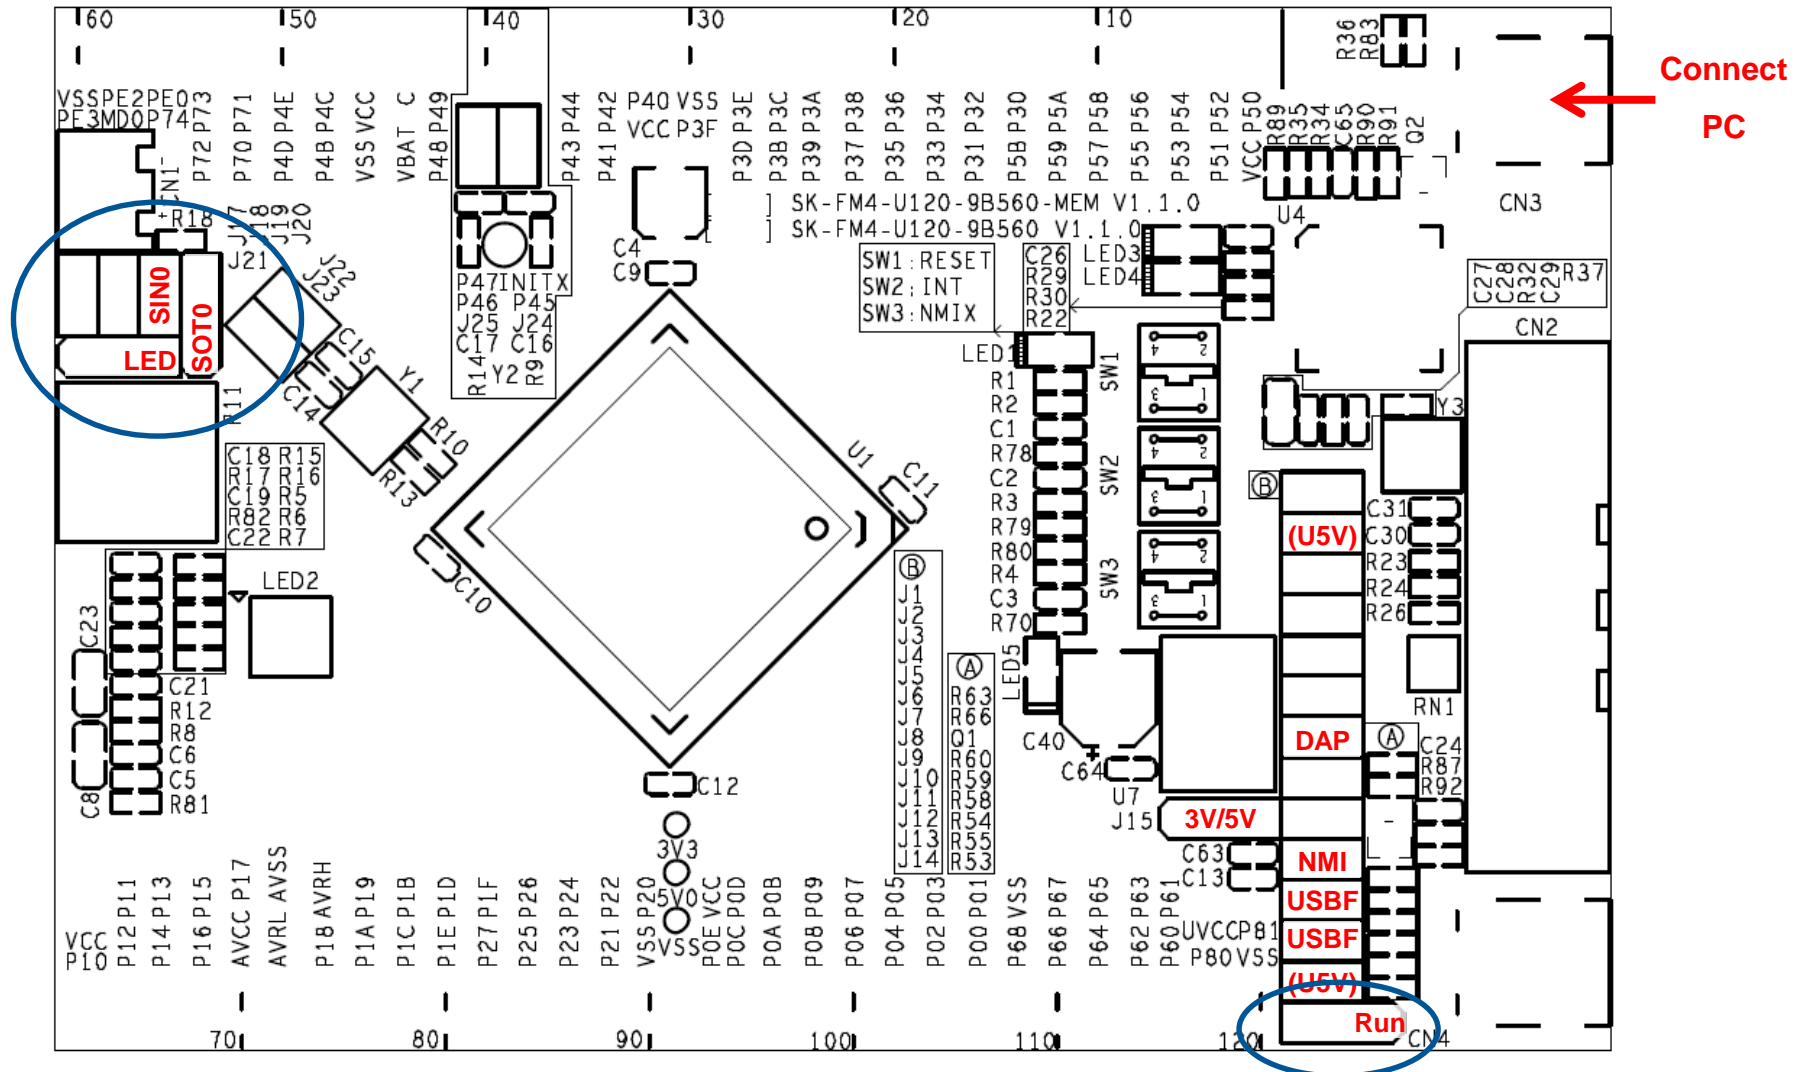 60 50 40 30 20 10
R36
R83
Connect
PC
VSSPE2PE0
PE3MD0P74
P72 P73
P70 P71
P4D P4E
P4B P4C
VSS VCC
VBAT C
P48 P49
P43 P44
P41 P42
P40 VSS
VCC P3F
P3D P3E
P3B P3C
P39 P3A
P37 P38
P35 P36
P33 P34
P31 P32
P5B P30
P59 P5A
P57 P58
P55 P56
P53 P54
P51 P52
VCC P50
R89
R35
R34
C65
R90
R91
Q2
CN3
U4
CN1
R18
J17
J18
J19
J20
J21
J22
J23
SIN0
SOT0
LED
] SK-FM4-U120-9B560-MEM V1.1.0
] SK-FM4-U120-9B560 V1.1.0
C4
C9
P47INITX
P46 P45
J25 J24
C17 C16
R14 Y2 R9
SW1:RESET
SW2:INT
SW3:NMIX
C26
R29
R30
R22
LED3
LED4
C27
C28
R32
C29
R37
CN2
C15
C14
Y1
R10
R13
C18 R15
R17 R16
C19 R5
R82 R6
C22 R7
U1
C11
C10
C12
LED1
R1
R2
C1
R78
C2
R3
R79
R80
R4
C3
R70
SW1
4 2
3 1
SW2
4 2
3 1
SW3
4 2
3 1
Y3
B
(U5V)
C31
C30
R23
R24
R26
RN1
LED2
C23
C21
R12
R8
C6
C5
R81
C8
B
J1
J2
J3
J4
J5
J6
J7
J8
J9
J10
J11
J12
J13
J14
A
R63
R66
Q1
R60
R59
R58
R54
R55
R53
LED5
C40
C64
U7
J15
3V/5V
DAP
A
C24
R87
R92
C63
C13
NMI
USBF
USBF
(U5V)
Run
CN4
3V3
5V0
VSS
VCC
P10
P12 P11
P14 P13
P16 P15
AVCC P17
AVRL AVSS
P18 AVRH
P1A P19
P1C P1B
P1E P1D
P27 P1F
P25 P26
P23 P24
P21 P22
VSS P20
P0E VCC
P0C P0D
P0A P0B
P08 P09
P06 P07
P04 P05
P02 P03
P00 P01
P68 VSS
P66 P67
P64 P65
P62 P63
P60 P61
UVCCP81
P80 VSS
70 80 90 100 110 120